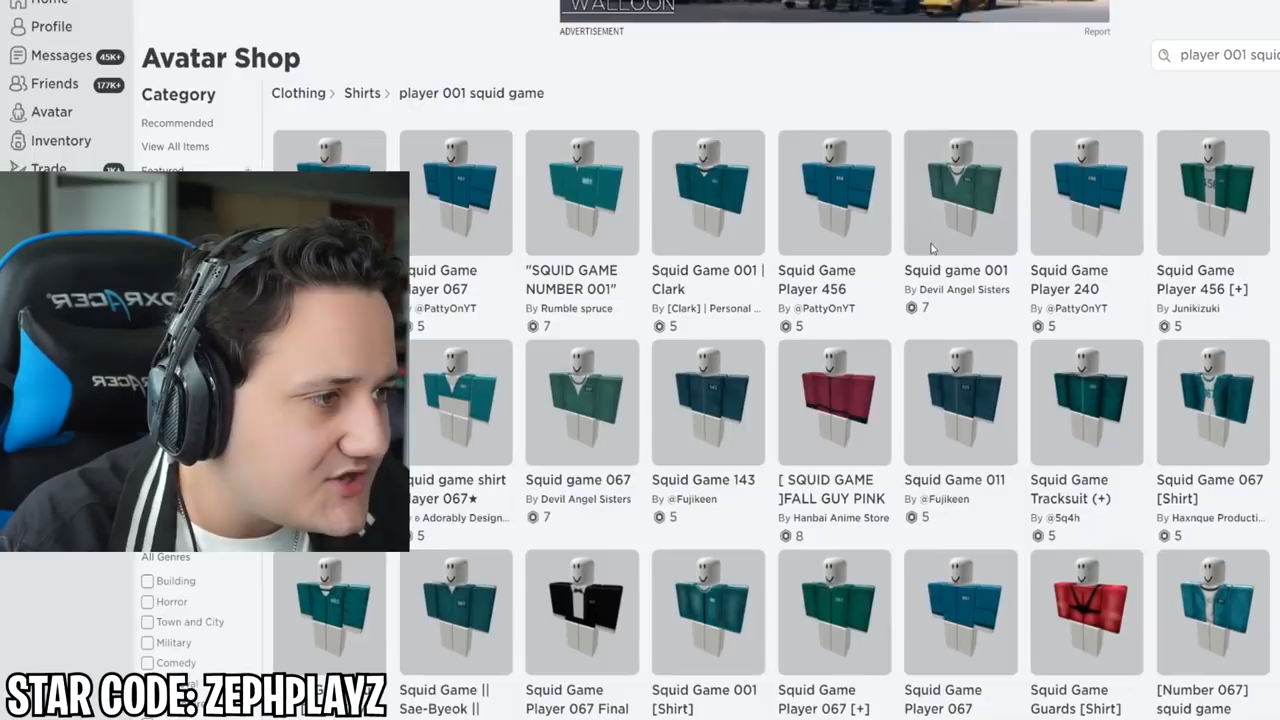 WALLOON
ADVERTISEMENT
Report
Profile
Messages 45K+
Friends 177K+
Avatar
Inventory
Trade
Avatar Shop
player 001 squid
Category
Recommended
View All Items
Featured
Clothing > Shirts > player 001 squid game
quid Game
layer 067
By @PattyOnYT
5
"SQUID GAME
NUMBER 001"
By Rumble spruce
7
Squid Game 001 |
Clark
By [Clark] | Personal ...
5
Squid Game
Player 456
By @PattyOnYT
5
Squid game 001
By Devil Angel Sisters
7
Squid Game
Player 240
By @PattyOnYT
5
Squid Game
Player 456 [+]
By Junikizuki
5
quid game shirt
layer 067★
Adorably Design...
5
Squid game 067
By Devil Angel Sisters
7
Squid Game 143
By @Fujikeen
5
[ SQUID GAME
]FALL GUY PINK
By Hanbai Anime Store
8
Squid Game 011
By @Fujikeen
5
Squid Game
Tracksuit (+)
By @5q4h
5
Squid Game 067
[Shirt]
By Haxnque Producti...
5
All Genres
Building
Horror
Town and City
Military
Comedy
Squid Game ||
Sae-Byeok ||
Squid Game
Player 067 Final
Squid Game 001
[Shirt]
Squid Game
Player 067 [+]
Squid Game
Player 067
Squid Game
Guards [Shirt]
[Number 067]
squid game
STAR CODE: ZEPHPLAYZ